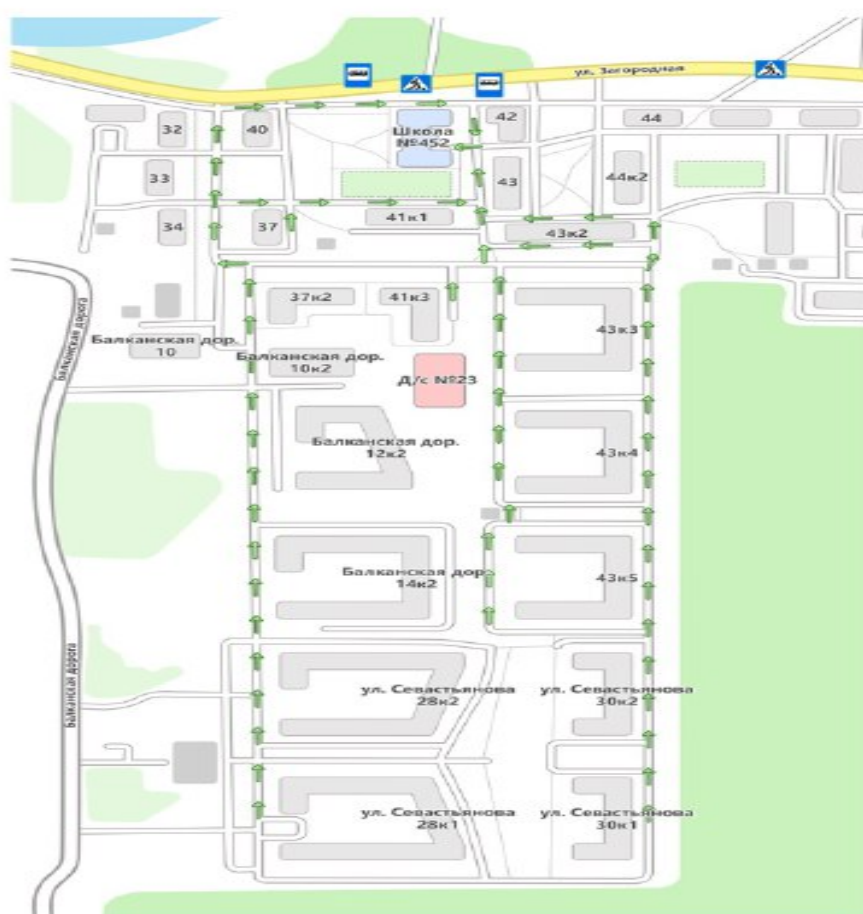 ул. Загородная
32
40
Школа
№452
42
44
33
43
44к2
34
37
41к1
43к2
37к2
41к3
43к3
Балканская дорога
Балканская дор.
10
Балканская дор.
10к2
Д/с №23
Балканская дор.
12к2
43к4
Балканская дор.
14к2
43к5
Балканская дорога
ул. Севастьянова
28к2
ул. Севастьянова
30к2
ул. Севастьянова
28к1
ул. Севастьянова
30к1